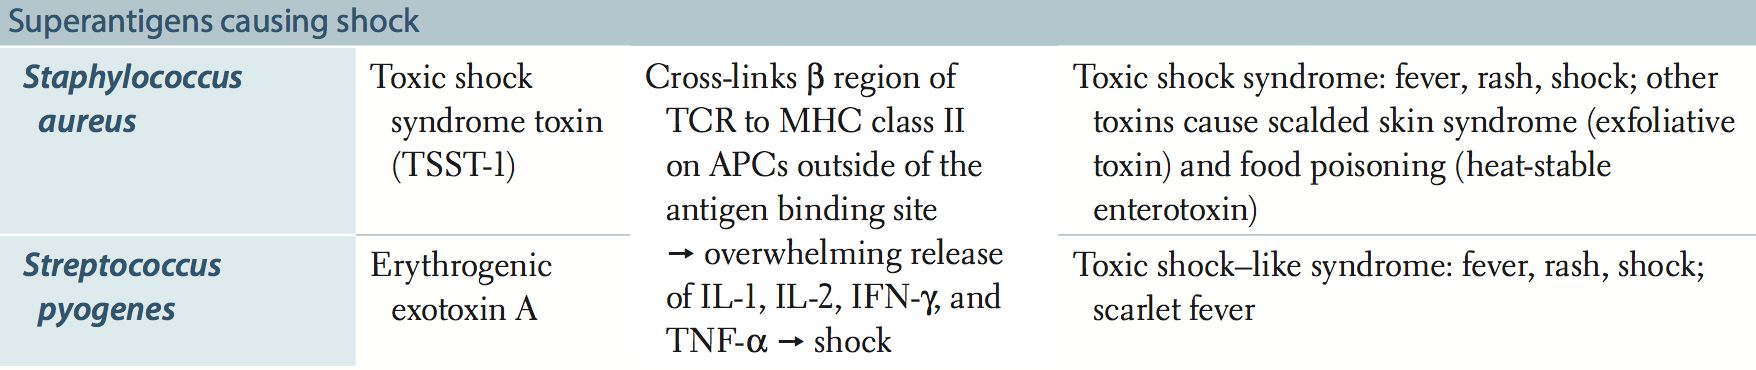 Superantigens causing shock
Staphylococcus
aureus
Toxic shock
syndrome toxin
(TSST-1)
Cross-links β region of
TCR to MHC class II
on APCs outside of the
antigen binding site
→ overwhelming release
of IL-1, IL-2, IFN-γ, and
TNF-α → shock
Toxic shock syndrome: fever, rash, shock; other
toxins cause scalded skin syndrome (exfoliative
toxin) and food poisoning (heat-stable
enterotoxin)
Streptococcus
pyogenes
Erythrogenic
exotoxin A
Toxic shock–like syndrome: fever, rash, shock;
scarlet fever